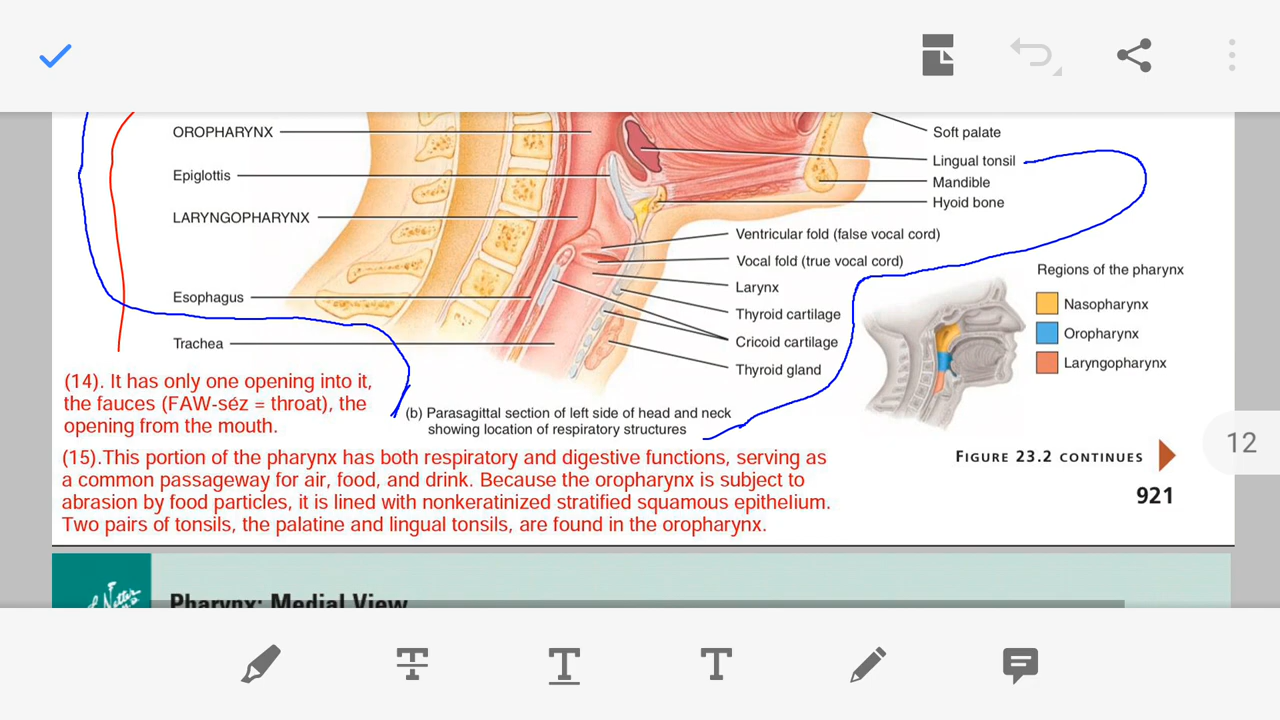 OROPHARYNX
Epiglottis
LARYNGOPHARYNX
Esophagus
Trachea
Soft palate
Lingual tonsil
Mandible
Hyoid bone
Ventricular fold (false vocal cord)
Vocal fold (true vocal cord)
Larynx
Thyroid cartilage
Cricoid cartilage
Thyroid gland
Regions of the pharynx
Nasopharynx
Oropharynx
Laryngopharynx
(14). It has only one opening into it,
the fauces (FAW-séz = throat), the
opening from the mouth.
(b) Parasagittal section of left side of head and neck
showing location of respiratory structures
(15).This portion of the pharynx has both respiratory and digestive functions, serving as
a common passageway for air, food, and drink. Because the oropharynx is subject to
abrasion by food particles, it is lined with nonkeratinized stratified squamous epithelium.
Two pairs of tonsils, the palatine and lingual tonsils, are found in the oropharynx.
FIGURE 23.2 CONTINUES
921
12
Netter
Pharynx: Medial View
T
T
T